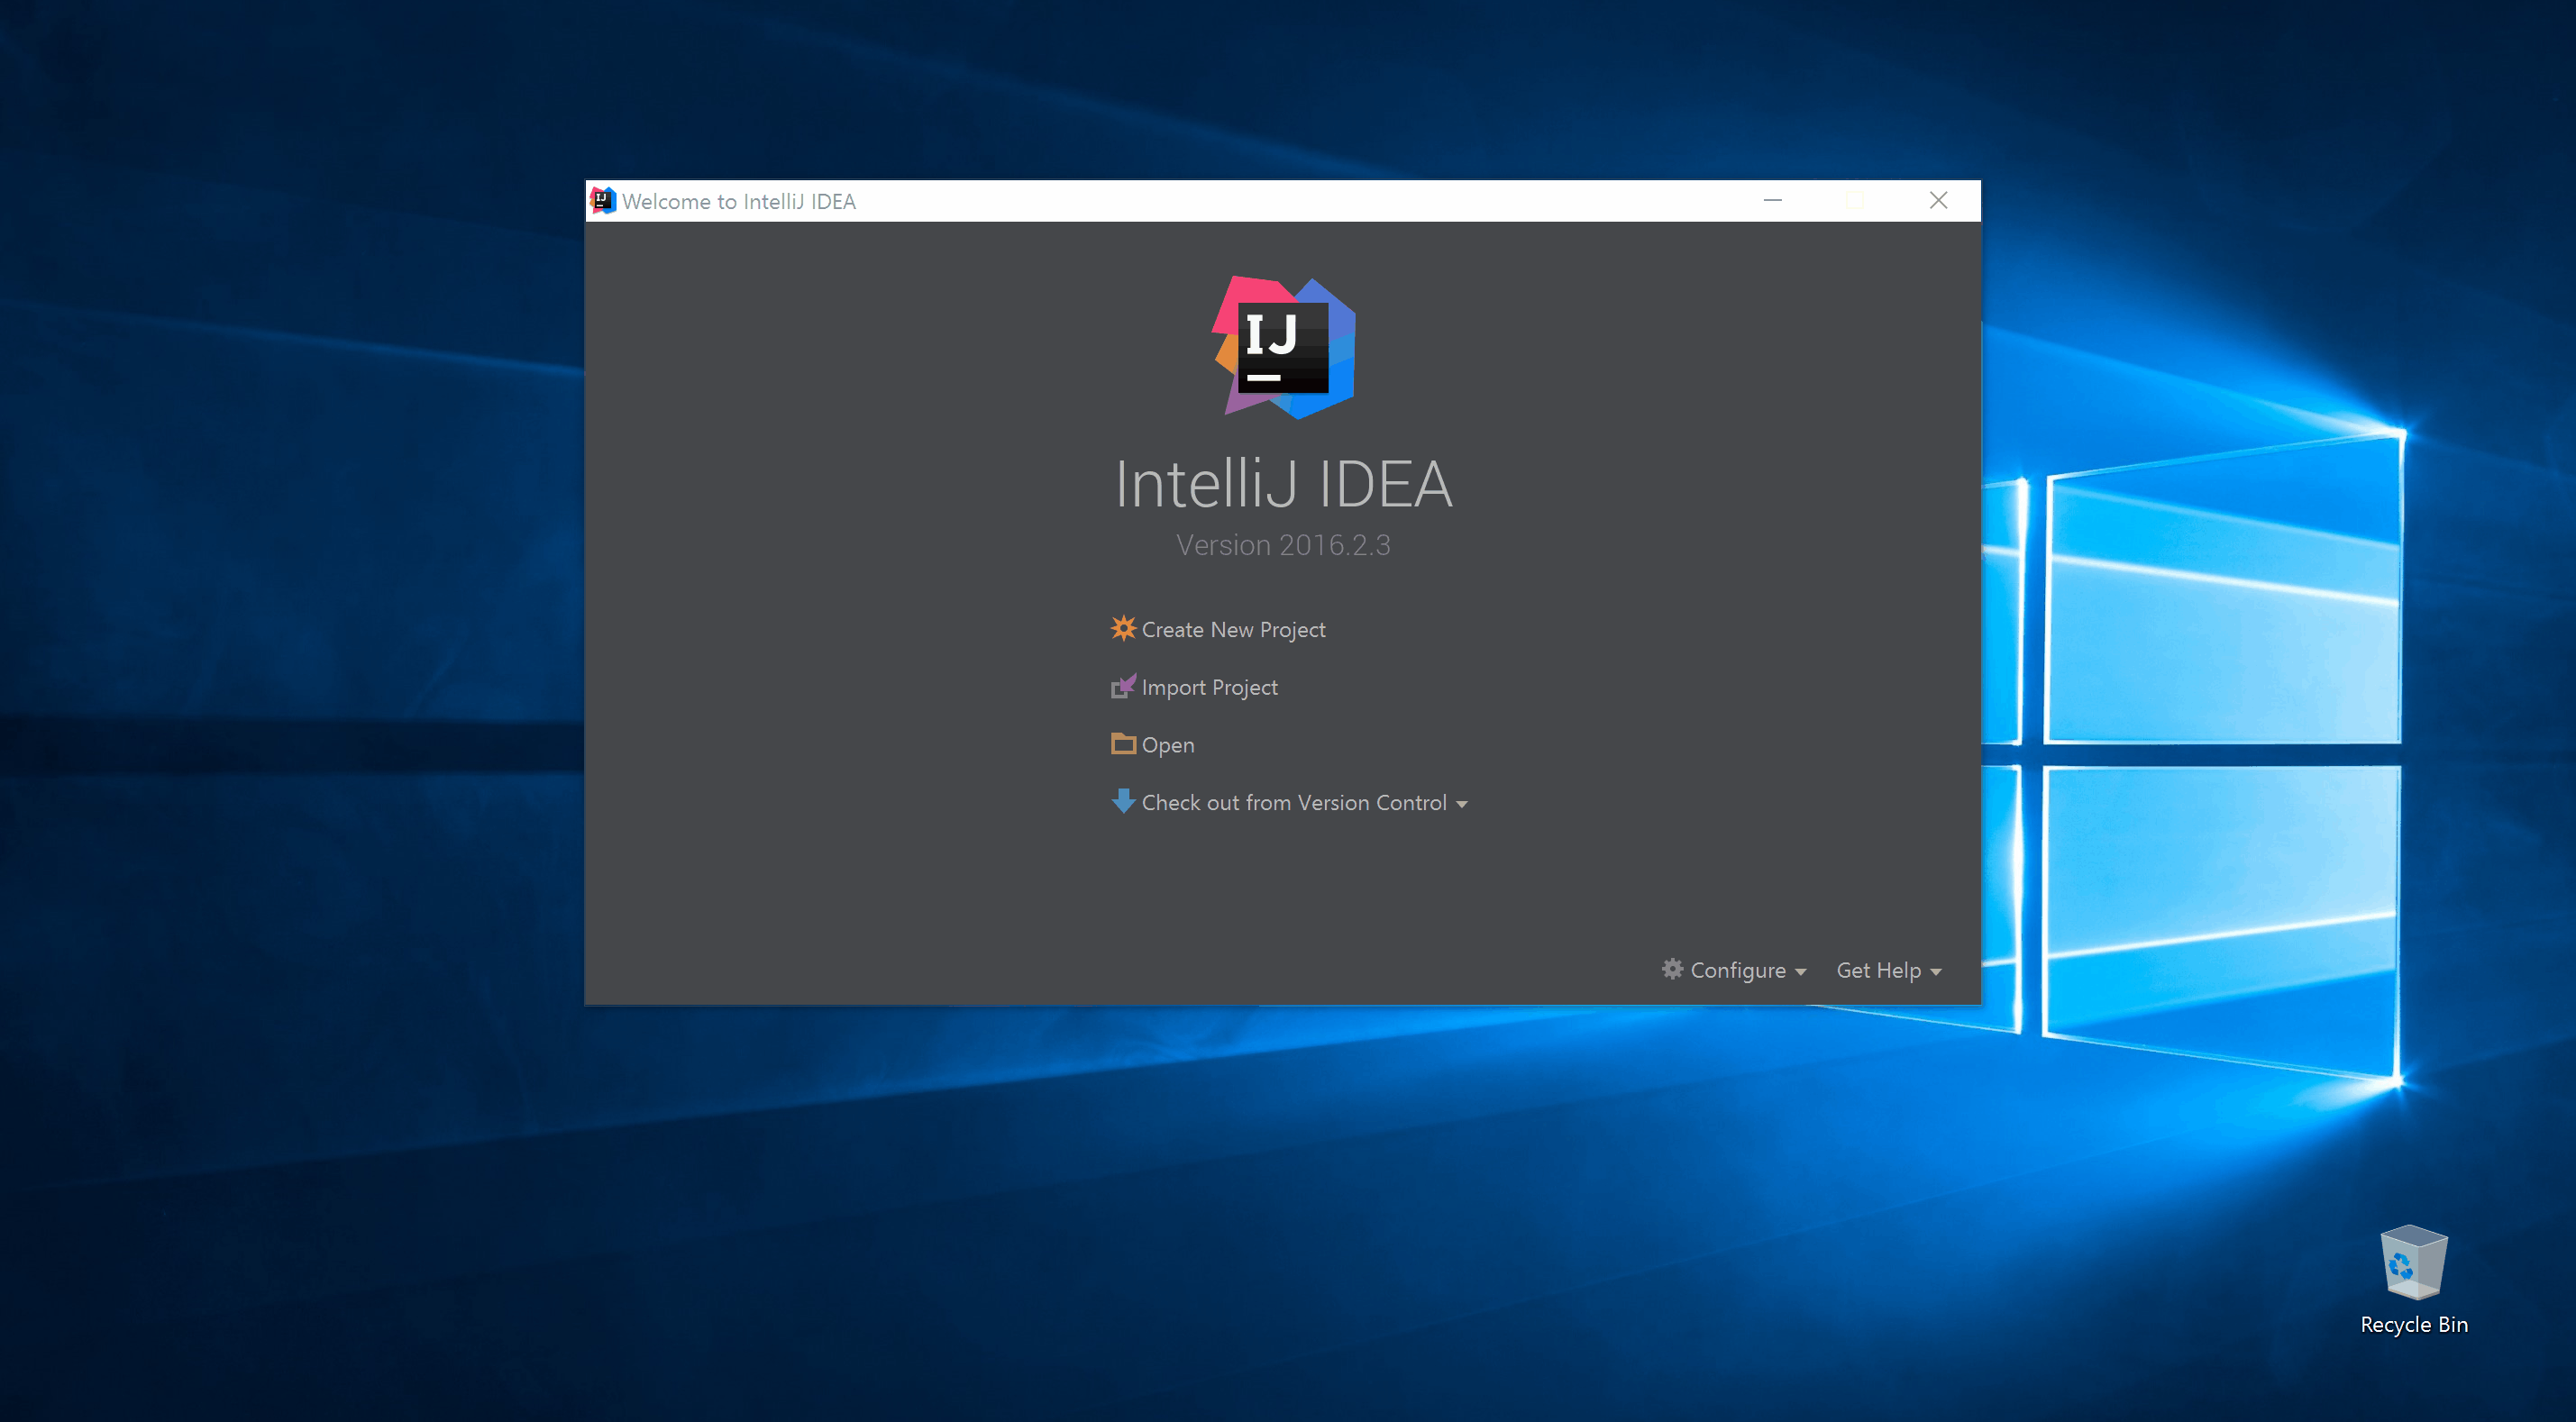 Welcome to IntelliJ IDEA
IJ
IntelliJ IDEA
Version 2016.2.3
Create New Project
Import Project
Open
Check out from Version Control
Configure
Get Help
Recycle Bin